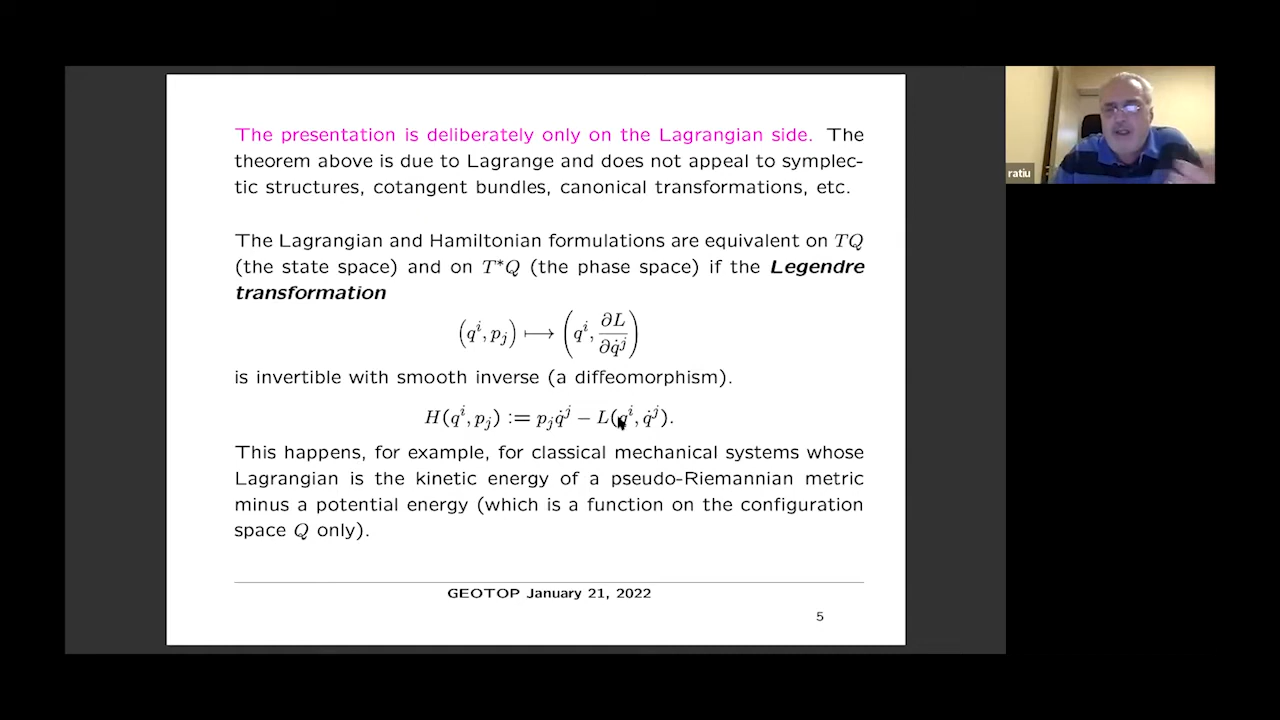 The presentation is deliberately only on the Lagrangian side. The
theorem above is due to Lagrange and does not appeal to symplec-
tic structures, cotangent bundles, canonical transformations, etc.
The Lagrangian and Hamiltonian formulations are equivalent on TQ
(the state space) and on T*Q (the phase space) if the Legendre
transformation
(q^i, p_j) ⟼ (q^i, ∂L/∂q̇^j)
is invertible with smooth inverse (a diffeomorphism).
H(q^i, p_j) := p_j q̇^j − L(q^i, q̇^j).
This happens, for example, for classical mechanical systems whose
Lagrangian is the kinetic energy of a pseudo-Riemannian metric
minus a potential energy (which is a function on the configuration
space Q only).
GEOTOP January 21, 2022
5
ratiu